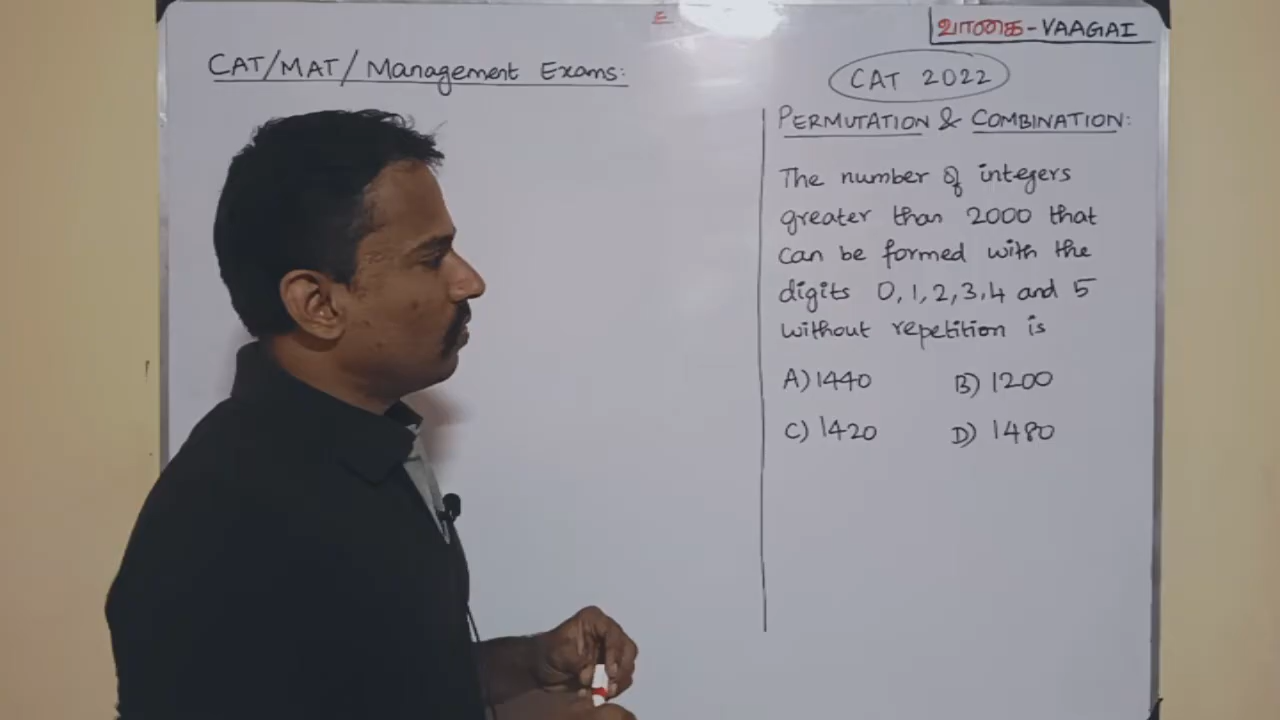 வாகை - VAAGAI
CAT/MAT/Management Exams:
CAT 2022
PERMUTATION & COMBINATION:
The number of integers
greater than 2000 that
can be formed with the
digits 0, 1, 2, 3, 4 and 5
without repetition is
A) 1440 B) 1200
C) 1420 D) 1480